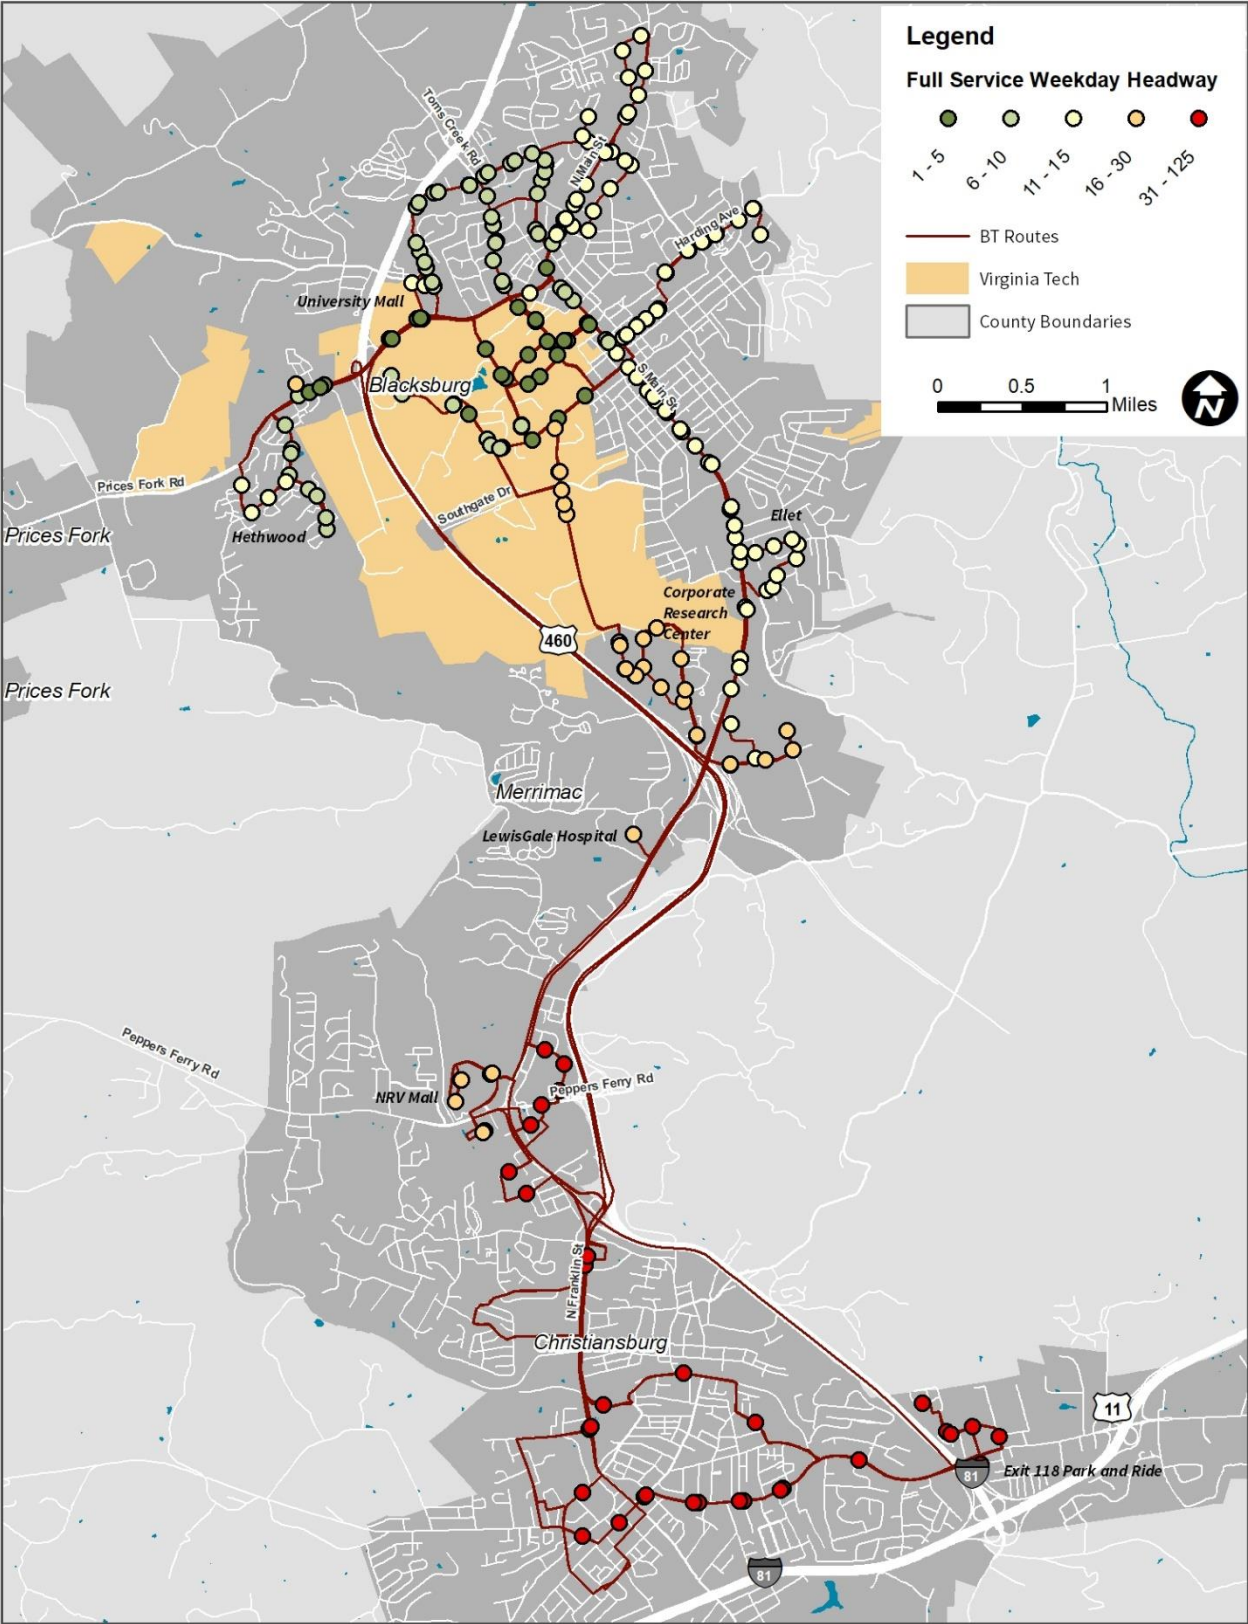 Legend
Full Service Weekday Headway
1 - 5
6 - 10
11 - 15
16 - 30
31 - 125
BT Routes
Virginia Tech
County Boundaries
0 0.5 1
Miles
N
Toms Creek Rd
N Main St
Harding Ave
University Mall
Blacksburg
S Main St
Prices Fork Rd
Southgate Dr
Prices Fork
Hethwood
Ellet
Corporate
Research
Center
460
Prices Fork
Merrimac
LewisGale Hospital
Peppers Ferry Rd
Peppers Ferry Rd
NRV Mall
N Franklin St
Christiansburg
11
81
Exit 118 Park and Ride
81